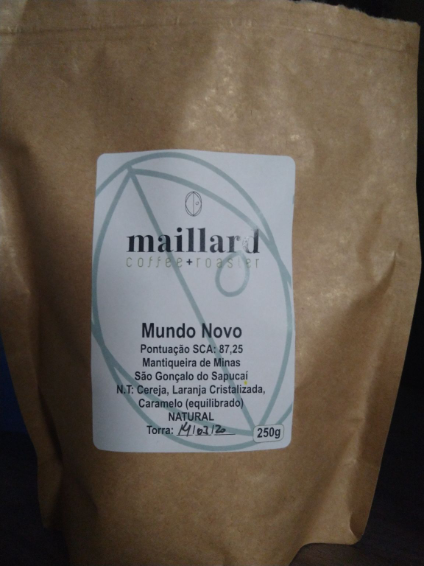 maillard
coffee+roaster
Mundo Novo
Pontuação SCA: 87,25
Mantiqueira de Minas
São Gonçalo do Sapucaí
N.T: Cereja, Laranja Cristalizada,
Caramelo (equilibrado)
NATURAL
Torra:
250g